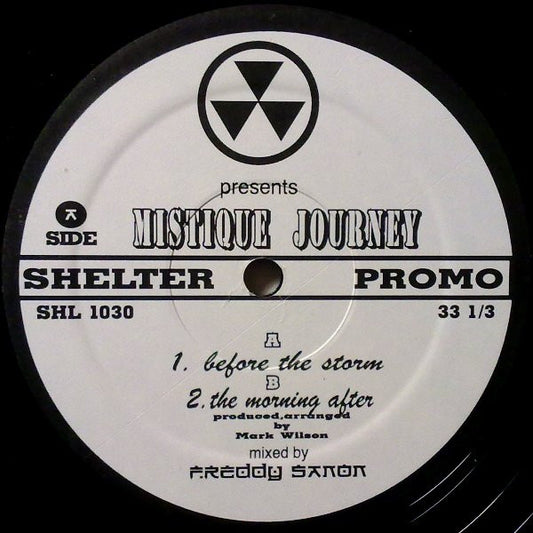 presents
A
SIDE
MISTIQUE JOURNEY
SHELTER PROMO
SHL 1030
33 1/3
A
1. before the storm
B
2. the morning after
produced,arranged
by
Mark Wilson
mixed by
FREDDY SANON